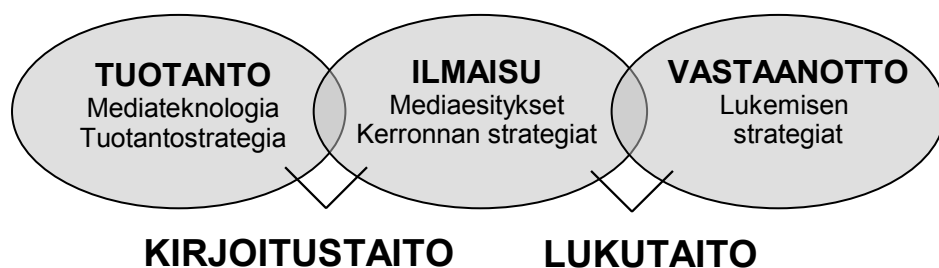 TUOTANTO
Mediateknologia
Tuotantostrategia
ILMAISU
Mediaesitykset
Kerronnan strategiat
VASTAANOTTO
Lukemisen
strategiat
KIRJOITUSTAITO
LUKUTAITO